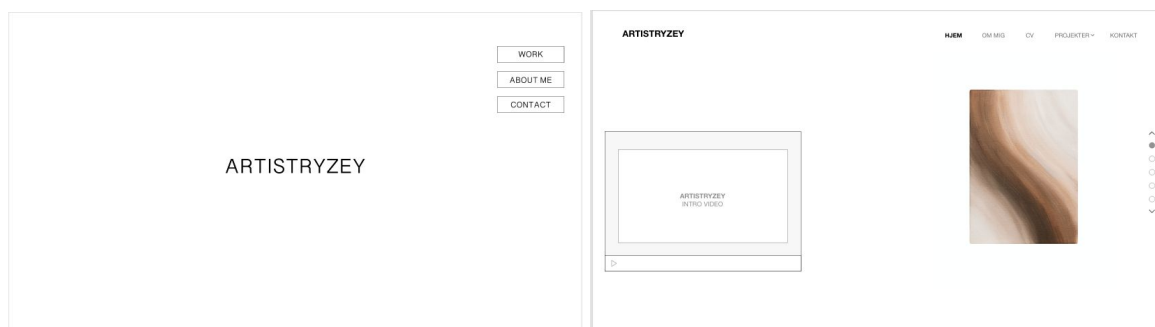 WORK
ABOUT ME
CONTACT
ARTISTRYZEY
ARTISTRYZEY
HJEM OM MIG CV PROJEKTER KONTAKT
ARTISTRYZEY
INTRO VIDEO